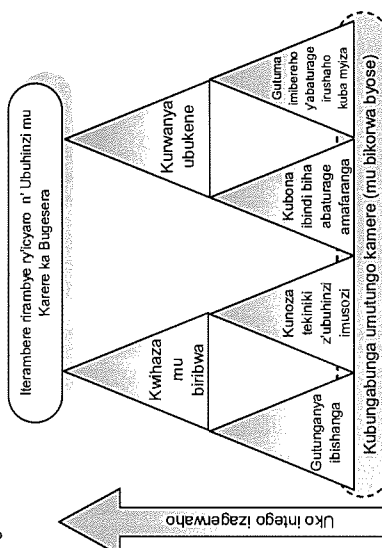 Iterambere rirambye ry'icyaro n' Ubuhinzi mu
Karere ka Bugesera
Kwihaza
mu
biribwa
Kurwanya
ubukene
Gutunganya
ibishanga
Kunoza
tekiniki
z'ubuhinzi
imusozi
Kubona
ibindi biha
abaturage
amafaranga
Gutuma
imibereho
y'abaturage
irushaho
kuba myiza
Kubungabunga umutungo kamere (mu bikorwa byose)
Uko intego izagerwaho